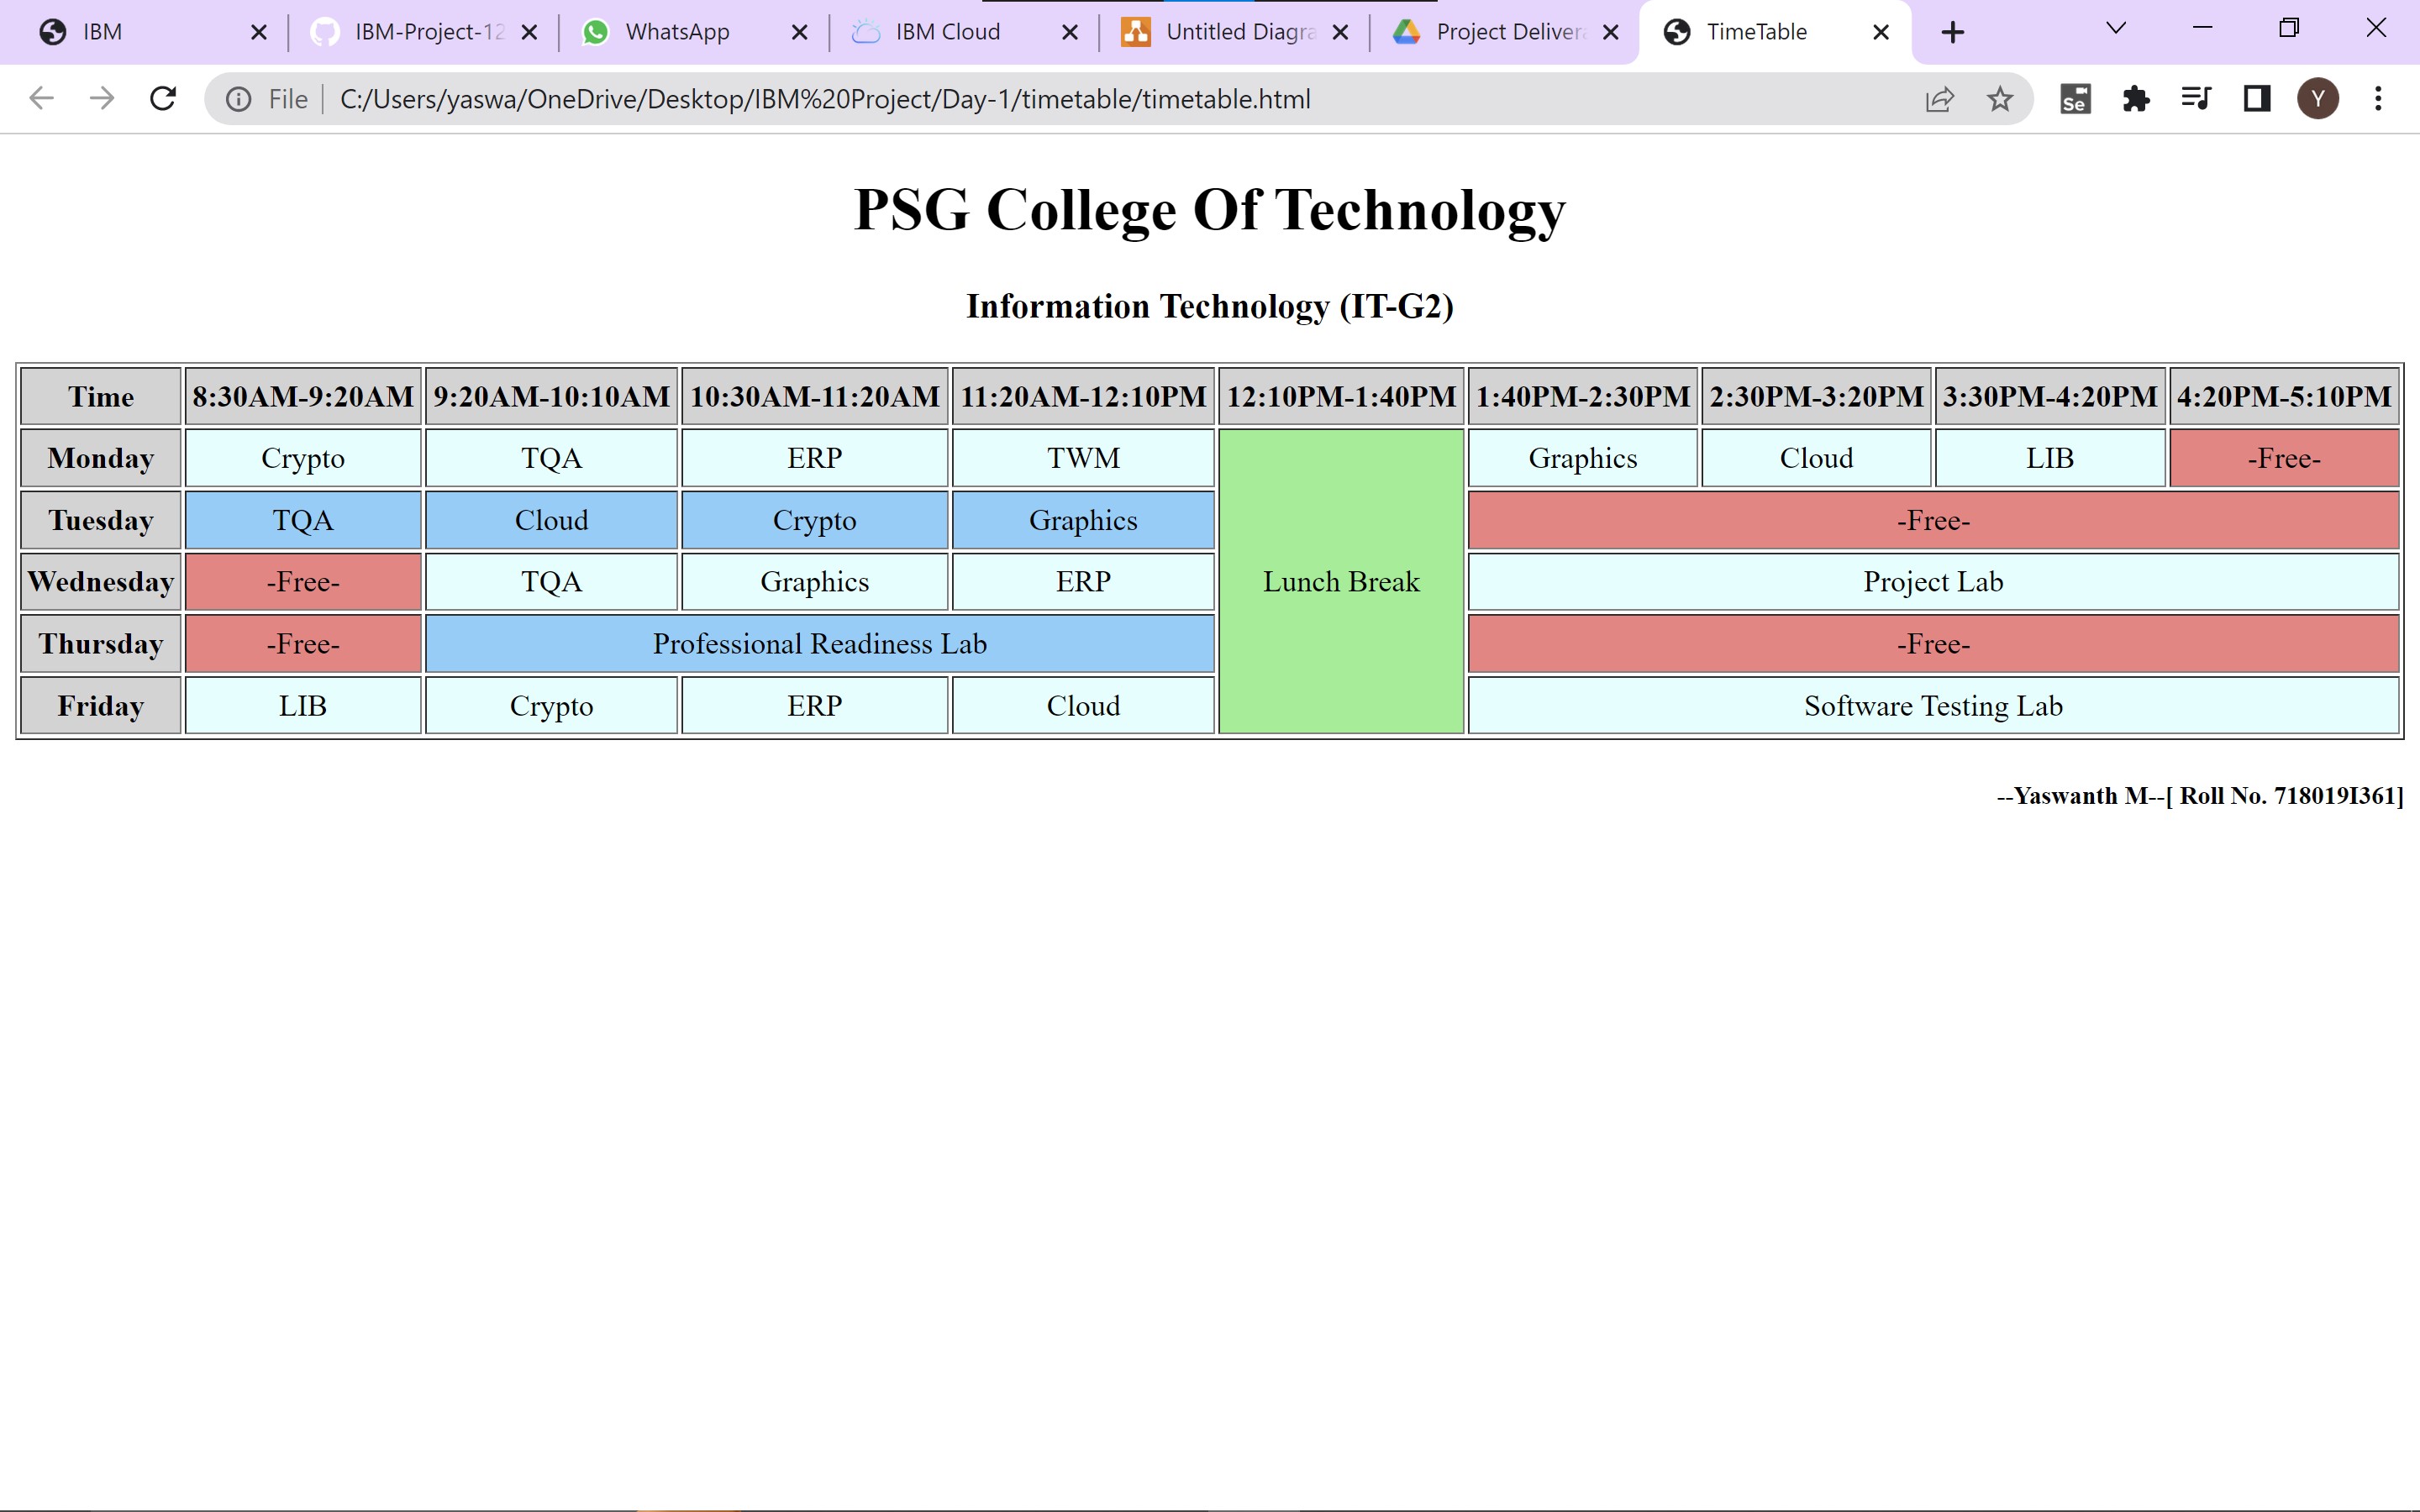 IBM IBM-Project-12 WhatsApp IBM Cloud Untitled Diagra Project Delivera TimeTable
File C:/Users/yaswa/OneDrive/Desktop/IBM%20Project/Day-1/timetable/timetable.html Se Y
PSG College Of Technology
Information Technology (IT-G2)
Time 8:30AM-9:20AM 9:20AM-10:10AM 10:30AM-11:20AM 11:20AM-12:10PM 12:10PM-1:40PM 1:40PM-2:30PM 2:30PM-3:20PM 3:30PM-4:20PM 4:20PM-5:10PM
Monday Crypto TQA ERP TWM Graphics Cloud LIB -Free-
Tuesday TQA Cloud Crypto Graphics -Free-
Wednesday -Free- TQA Graphics ERP Lunch Break Project Lab
Thursday -Free- Professional Readiness Lab -Free-
Friday LIB Crypto ERP Cloud Software Testing Lab
--Yaswanth M--[ Roll No. 718019I361]